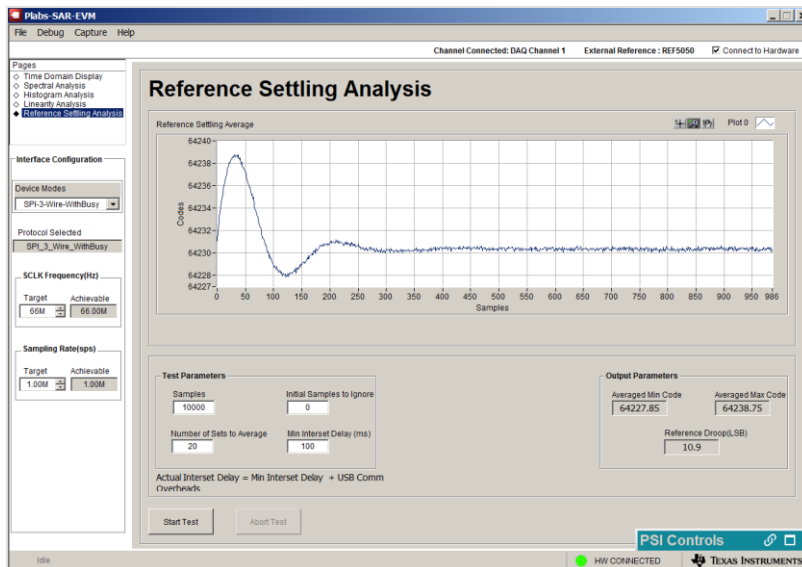 Plabs-SAR-EVM
File Debug Capture Help
Channel Connected: DAQ Channel 1 External Reference : REF5050 Connect to Hardware
Pages
Time Domain Display
Spectral Analysis
Histogram Analysis
Linearity Analysis
Reference Settling Analysis
Interface Configuration
Device Modes
SPI-3-Wire-WithBusy
Protocol Selected
SPI_3_Wire_WithBusy
SCLK Frequency(Hz)
Target Achievable
66M 66.00M
Sampling Rate(sps)
Target Achievable
1.00M 1.00M
Reference Settling Analysis
Reference Settling Average Plot 0
64240
64238
64236
64234
64232
64230
64228
64227
Codes
0 50 100 150 200 250 300 350 400 450 500 550 600 650 700 750 800 850 900 950 986
Samples
Test Parameters
Samples Initial Samples to Ignore
10000 0
Number of Sets to Average Min Interset Delay (ms)
20 100
Actual Interset Delay = Min Interset Delay + USB Comm
Overheads
Start Test Abort Test
Output Parameters
Averaged Min Code Averaged Max Code
64227.85 64238.75
Reference Droop(LSB)
10.9
PSI Controls
Idle HW CONNECTED TEXAS INSTRUMENTS